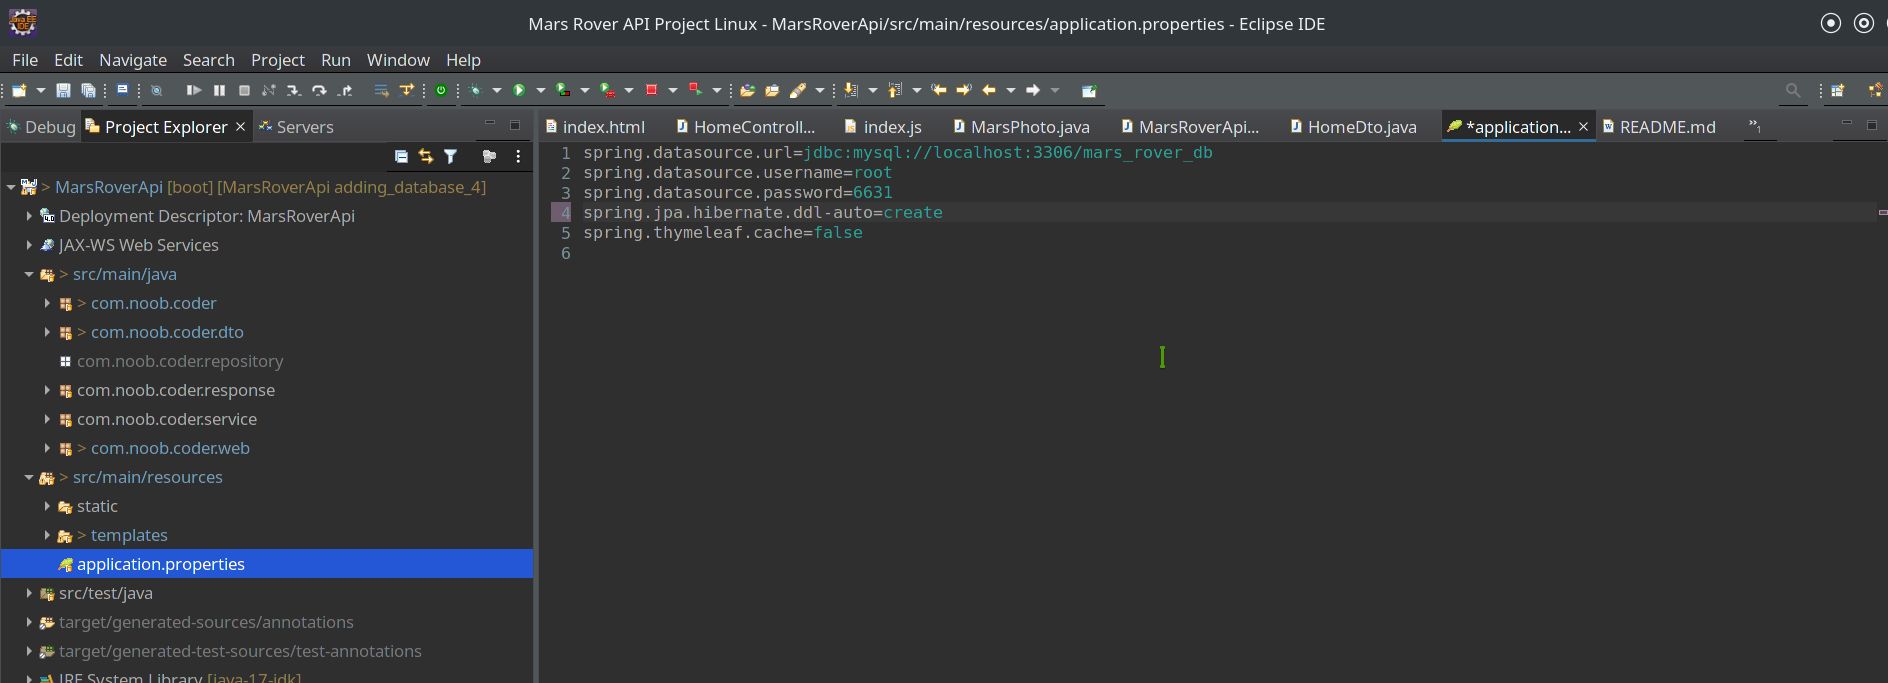 Mars Rover API Project Linux - MarsRoverApi/src/main/resources/application.properties - Eclipse IDE
File Edit Navigate Search Project Run Window Help
Debug Project Explorer Servers
> MarsRoverApi [boot] [MarsRoverApi adding_database_4]
Deployment Descriptor: MarsRoverApi
JAX-WS Web Services
> src/main/java
> com.noob.coder
> com.noob.coder.dto
com.noob.coder.repository
com.noob.coder.response
com.noob.coder.service
> com.noob.coder.web
> src/main/resources
static
> templates
application.properties
src/test/java
target/generated-sources/annotations
target/generated-test-sources/test-annotations
JRE System Library [java-17-jdk]
index.html HomeControll... index.js MarsPhoto.java MarsRoverApi... HomeDto.java *application... README.md »1
1 spring.datasource.url=jdbc:mysql://localhost:3306/mars_rover_db
2 spring.datasource.username=root
3 spring.datasource.password=6631
4 spring.jpa.hibernate.ddl-auto=create
5 spring.thymeleaf.cache=false
6